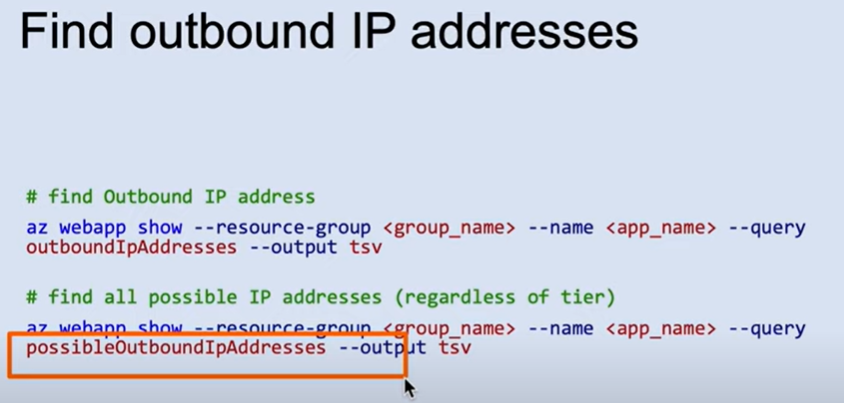 Find outbound IP addresses
# find Outbound IP address
az webapp show --resource-group <group_name> --name <app_name> --query
outboundIpAddresses --output tsv
# find all possible IP addresses (regardless of tier)
az webapp show --resource-group <group_name> --name <app_name> --query
possibleOutboundIpAddresses --output tsv